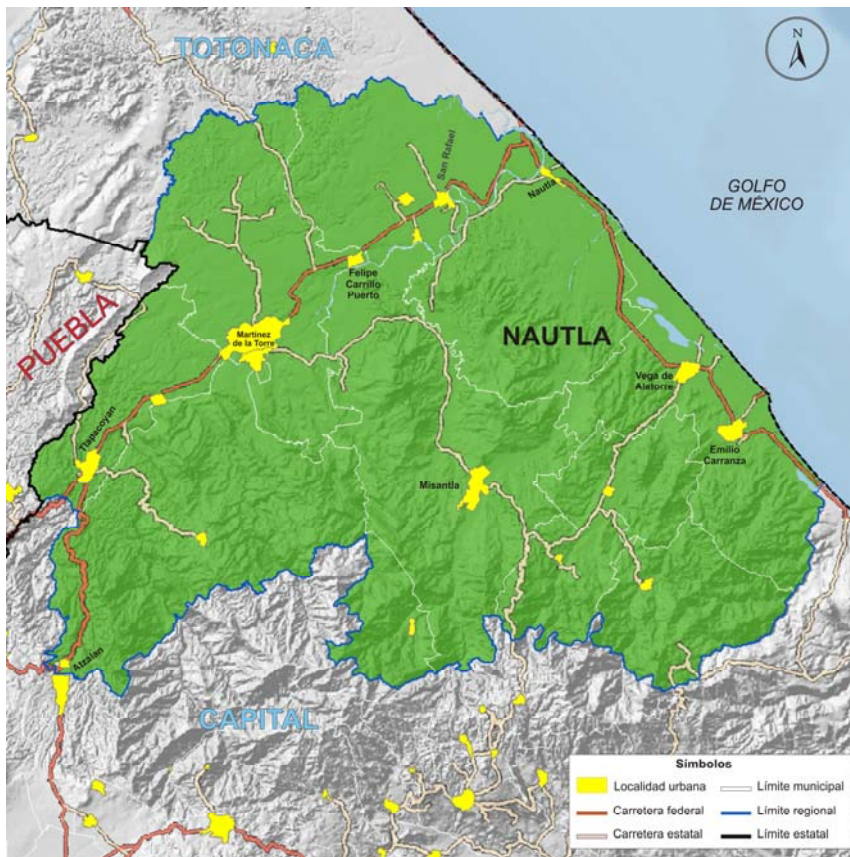 TOTONACA
N
GOLFO
DE MÉXICO
San Rafael
Nautla
PUEBLA
Felipe
Carrillo
Puerto
Martínez
de la Torre
NAUTLA
Vega de
Alatorre
Tlapacoyan
Emilio
Carranza
Misantla
Atzalan
CAPITAL
Símbolos
Localidad urbana
Límite municipal
Carretera federal
Límite regional
Carretera estatal
Límite estatal